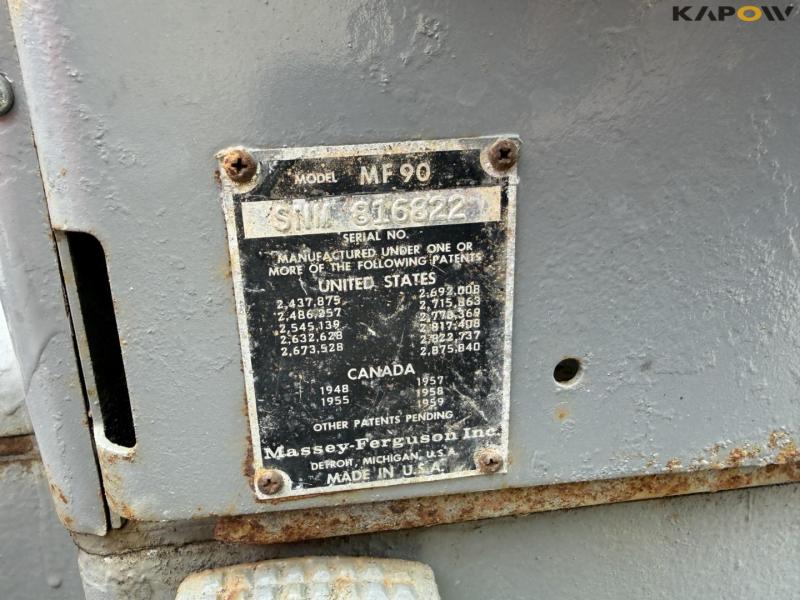 KAPOW
MODEL MF 90
SNM 816822
SERIAL NO.
MANUFACTURED UNDER ONE OR
MORE OF THE FOLLOWING PATENTS
UNITED STATES
2,437,875 2,692,008
2,486,257 2,715,863
2,545,139 2,773,369
2,632,628 2,817,408
2,673,528 2,822,737
2,875,840
CANADA
1948 1957
1955 1958
1959
OTHER PATENTS PENDING
Massey-Ferguson Inc.
DETROIT, MICHIGAN, U.S.A.
MADE IN U.S.A.